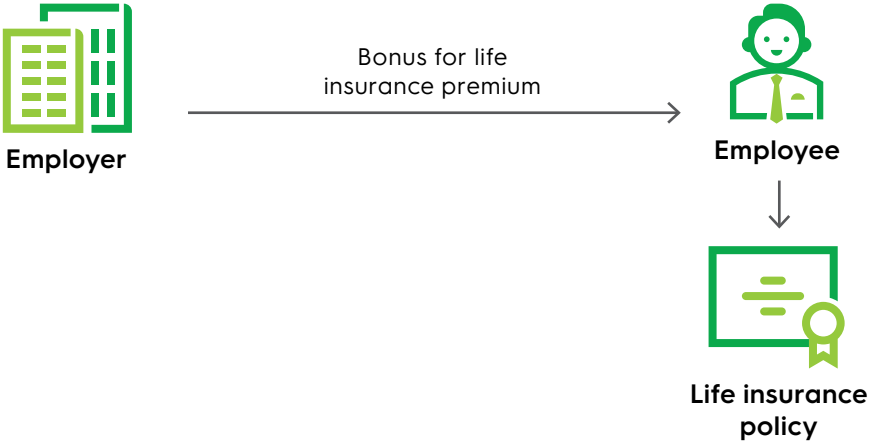 Bonus for life
insurance premium
Employer
Employee
Life insurance
policy